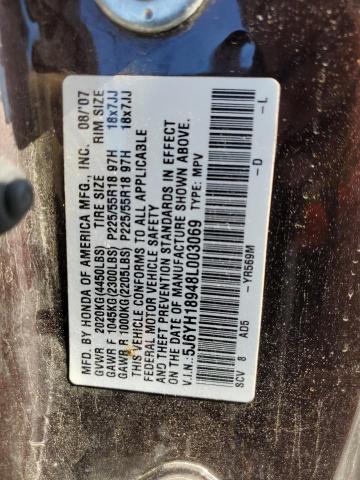 MFD. BY HONDA OF AMERICA MFG., INC. 08/'07
GVWR 2020KG(4450LBS) TIRE SIZE RIM SIZE
GAWR F 1045KG(2300LBS) P225/55R18 97H 18x7JJ
GAWR R 1000KG(2205LBS) P225/55R18 97H 18x7JJ
THIS VEHICLE CONFORMS TO ALL APPLICABLE
FEDERAL MOTOR VEHICLE SAFETY
AND THEFT PREVENTION STANDARDS IN EFFECT
ON THE DATE OF MANUFACTURE SHOWN ABOVE.
V.I.N.: 5J6YH18948L003069 TYPE: MPV
SCV 8 AD5 -YR569M -D -L